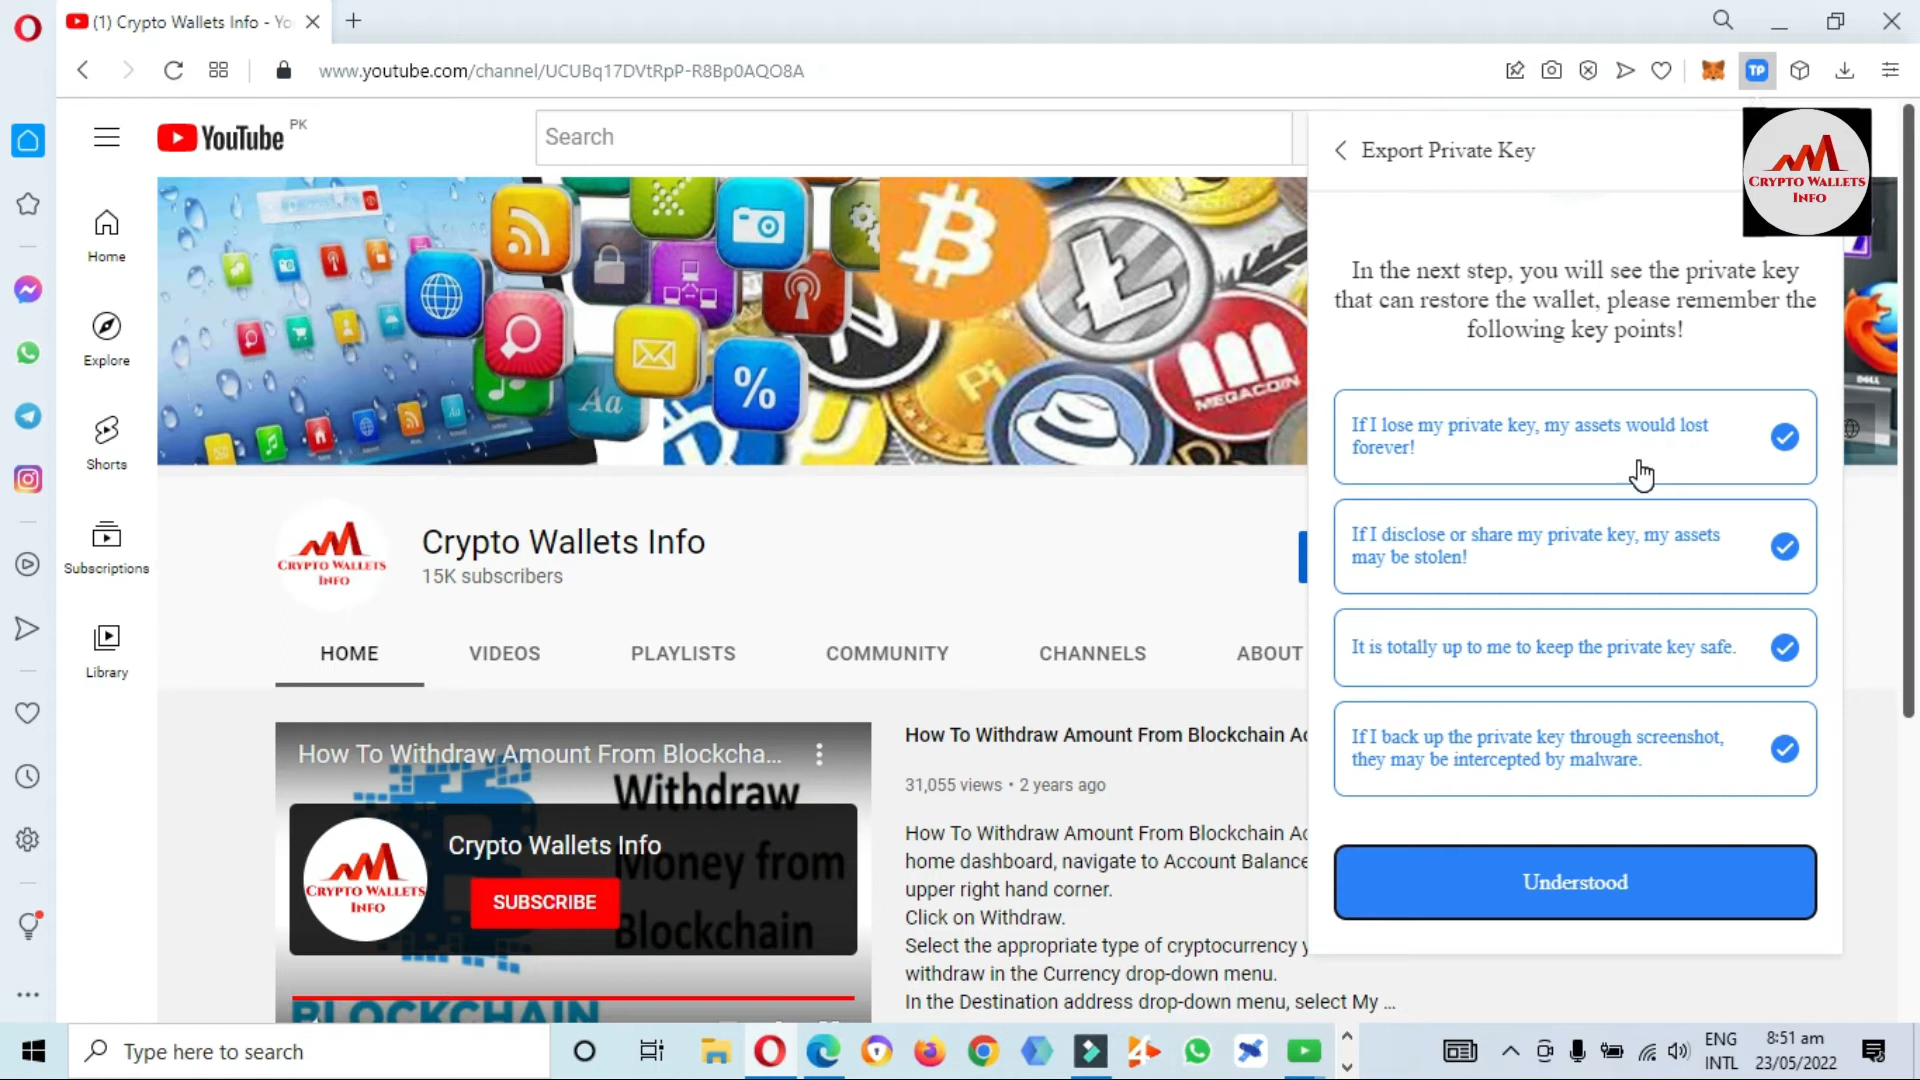 (1) Crypto Wallets Info - Yo
www.youtube.com/channel/UCUBq17DVtRpP-R8Bp0AQO8A
TP
YouTube PK
Search
Export Private Key
CRYPTO WALLETS
INFO
Home
Explore
Shorts
Subscriptions
Library
Aa
%
Pi
MEGACOIN
DELL
In the next step, you will see the private key
that can restore the wallet, please remember the
following key points!
If I lose my private key, my assets would lost
forever!
If I disclose or share my private key, my assets
may be stolen!
It is totally up to me to keep the private key safe.
If I back up the private key through screenshot,
they may be intercepted by malware.
Understood
CRYPTO WALLETS
INFO
Crypto Wallets Info
15K subscribers
HOME
VIDEOS
PLAYLISTS
COMMUNITY
CHANNELS
ABOUT
How To Withdraw Amount From Blockcha...
Withdraw
Money from
Blockchain
BLOCKCHAIN
CRYPTO WALLETS
INFO
Crypto Wallets Info
SUBSCRIBE
How To Withdraw Amount From Blockchain Ac
31,055 views • 2 years ago
How To Withdraw Amount From Blockchain Ac
home dashboard, navigate to Account Balance
upper right hand corner.
Click on Withdraw.
Select the appropriate type of cryptocurrency y
withdraw in the Currency drop-down menu.
In the Destination address drop-down menu, select My ...
Type here to search
ENG
INTL
8:51 am
23/05/2022